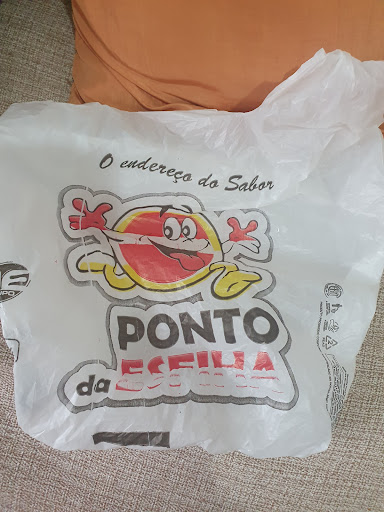 O endereço do Sabor
PONTO
da ESFIHA